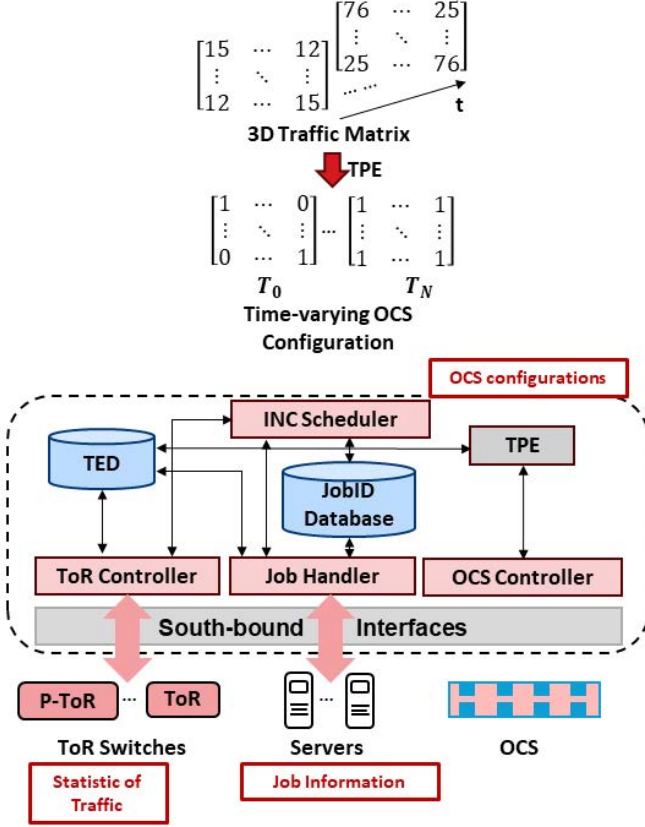 76 ⋯ 25
15 ⋯ 12 ⋮ ⋱ ⋮
⋮ ⋱ ⋮ 25 ⋯ 76
12 ⋯ 15 ... ...
t
3D Traffic Matrix
TPE
1 ⋯ 0 ... 1 ⋯ 1
⋮ ⋱ ⋮ ⋮ ⋱ ⋮
0 ⋯ 1 1 ⋯ 1
T_0 T_N
Time-varying OCS
Configuration
OCS configurations
INC Scheduler
TED
TPE
JobID
Database
ToR Controller
Job Handler
OCS Controller
South-bound Interfaces
P-ToR ... ToR
...
ToR Switches
Servers
OCS
Statistic of
Traffic
Job Information